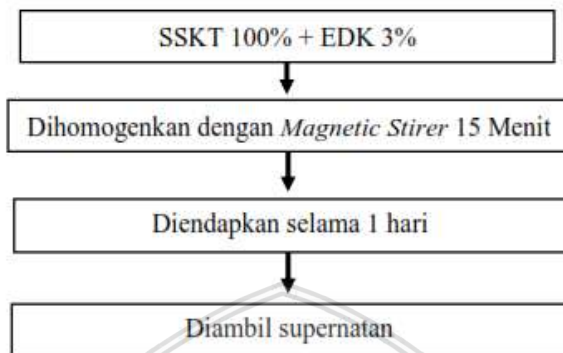 SSKT 100% + EDK 3%
Dihomogenkan dengan Magnetic Stirer 15 Menit
Diendapkan selama 1 hari
Diambil supernatan